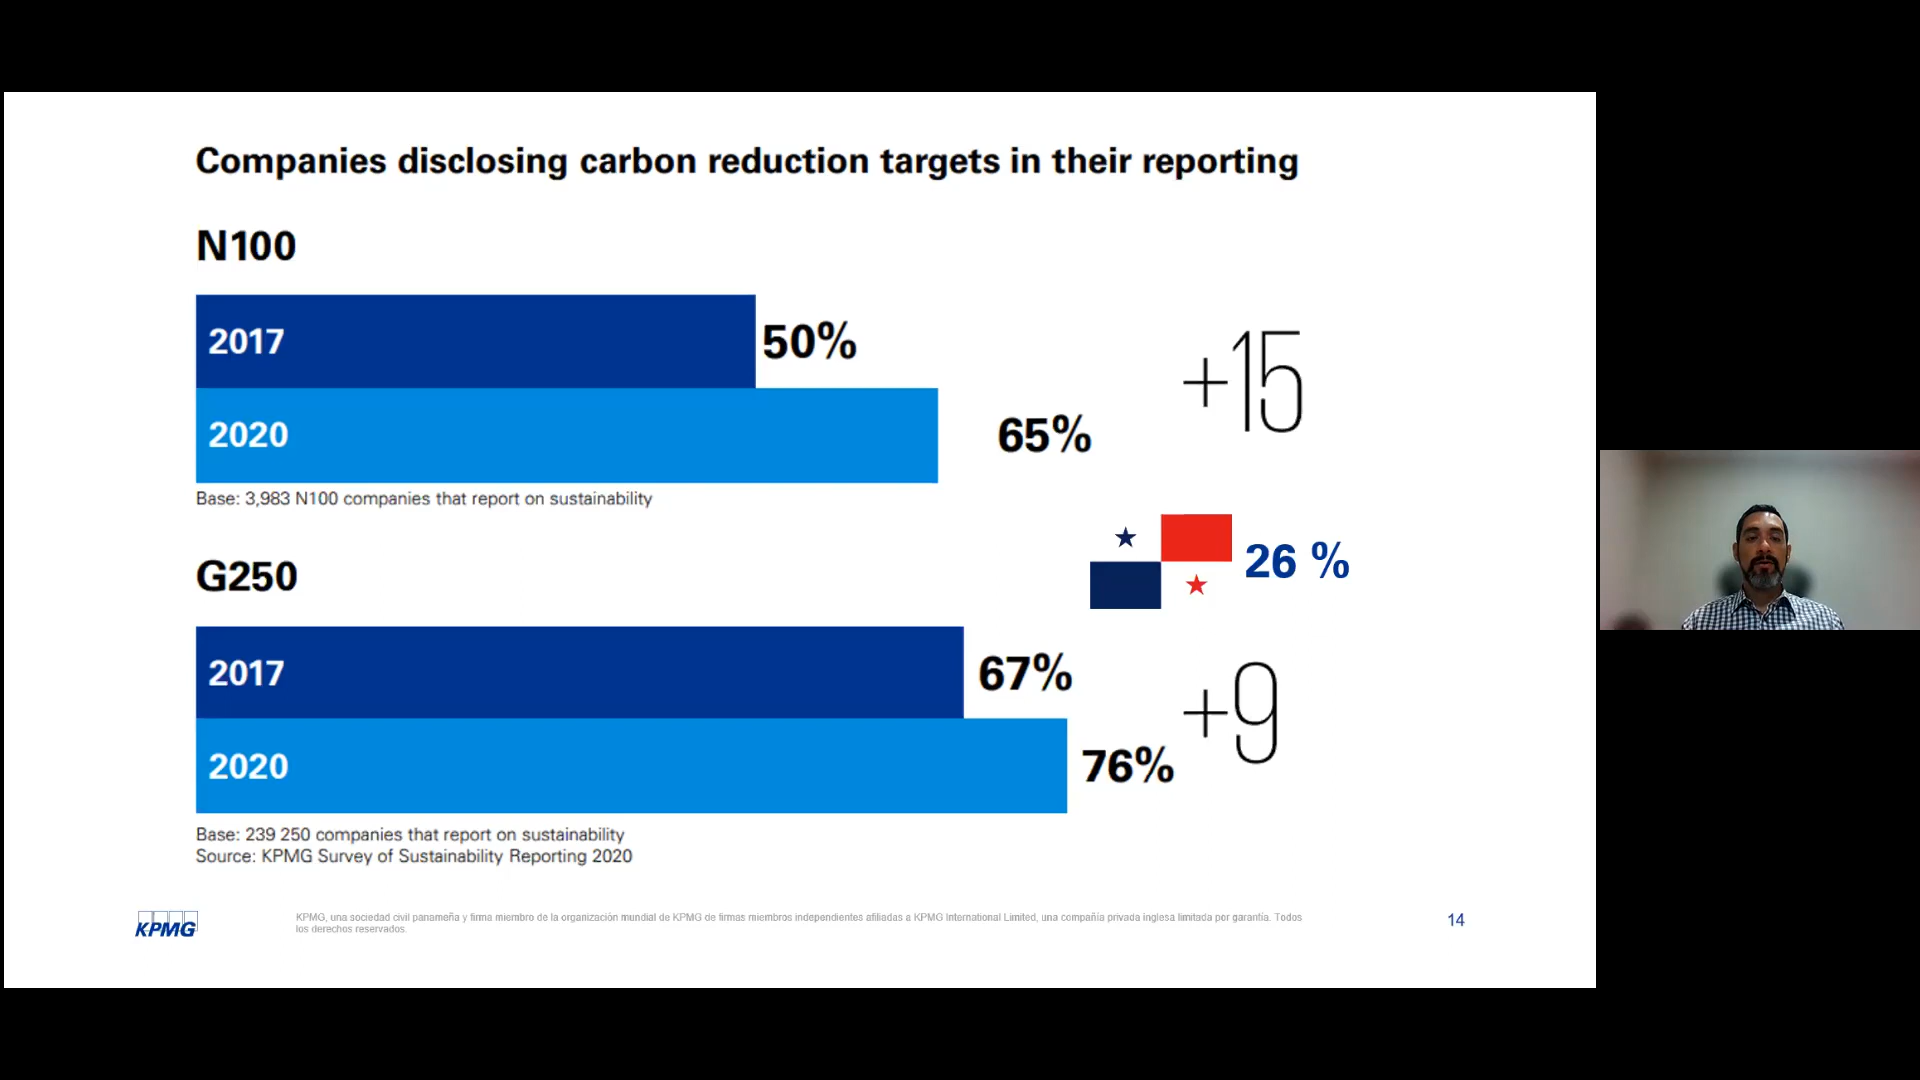 Companies disclosing carbon reduction targets in their reporting
N100
2017
50%
2020
65%
+15
Base: 3,983 N100 companies that report on sustainability
26 %
G250
2017
67%
2020
76%
+9
Base: 239 250 companies that report on sustainability
Source: KPMG Survey of Sustainability Reporting 2020
KPMG
KPMG, una sociedad civil panameña y firma miembro de la organización mundial de KPMG de firmas miembros independientes afiliadas a KPMG International Limited, una compañía privada inglesa limitada por garantía. Todos
los derechos reservados.
14